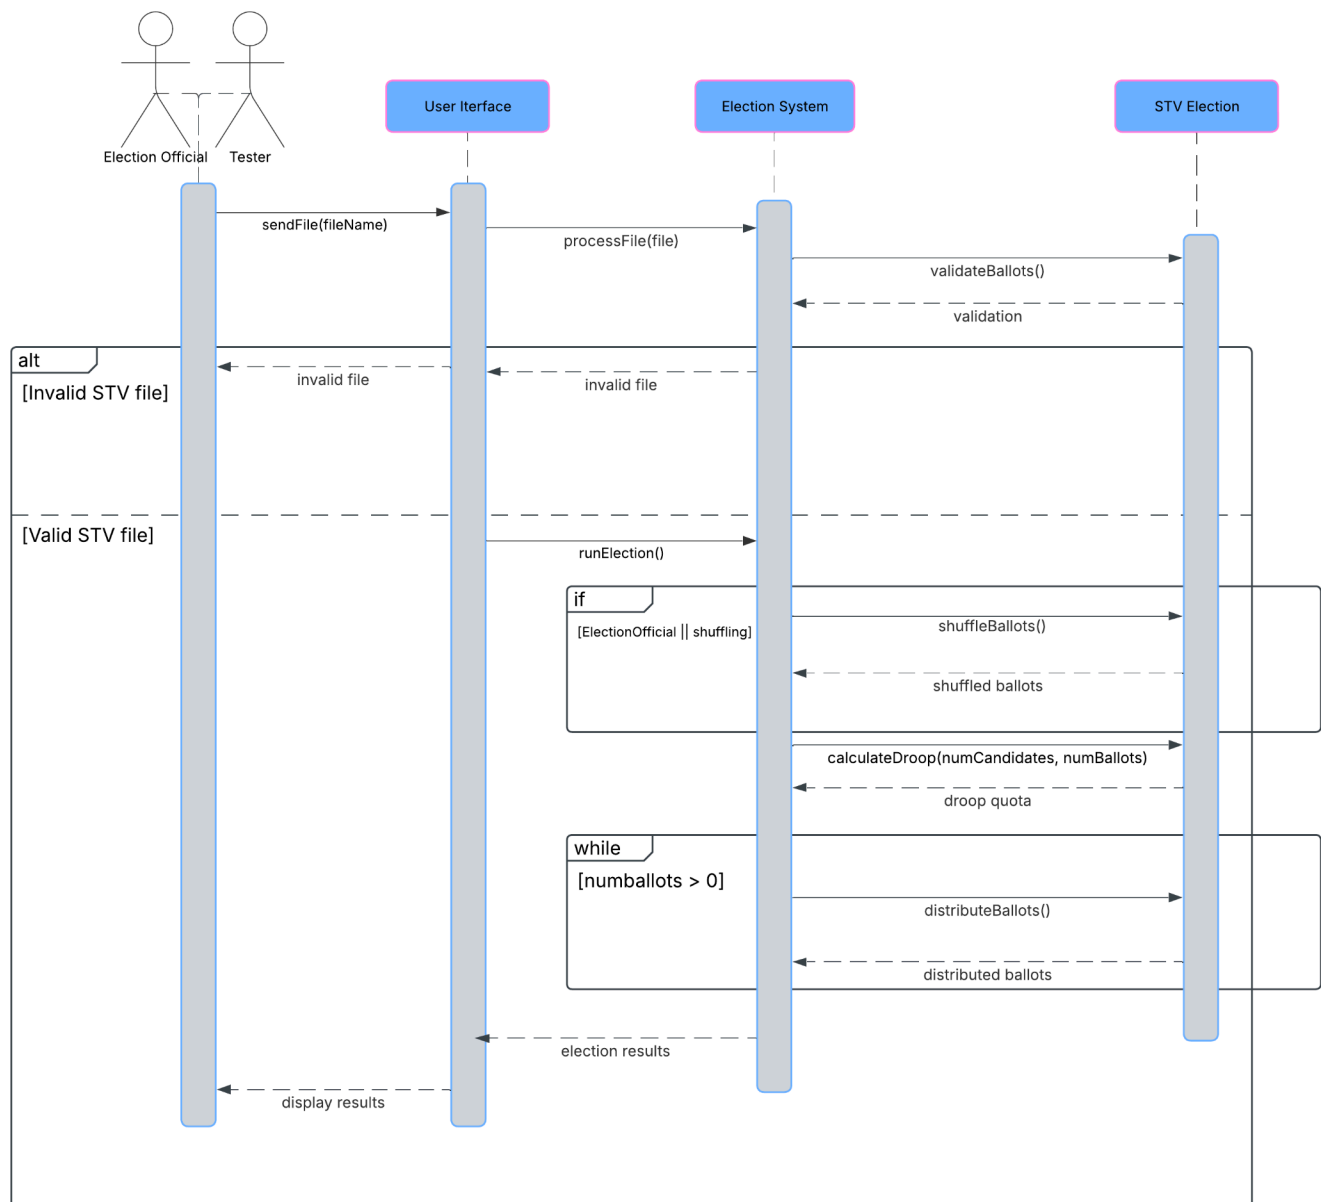 User Iterface
Election System
STV Election
Election Official
Tester
sendFile(fileName)
processFile(file)
validateBallots()
validation
alt
[Invalid STV file]
invalid file
invalid file
[Valid STV file]
runElection()
if
[ElectionOfficial || shuffling]
shuffleBallots()
shuffled ballots
calculateDroop(numCandidates, numBallots)
droop quota
while
[numballots > 0]
distributeBallots()
distributed ballots
election results
display results